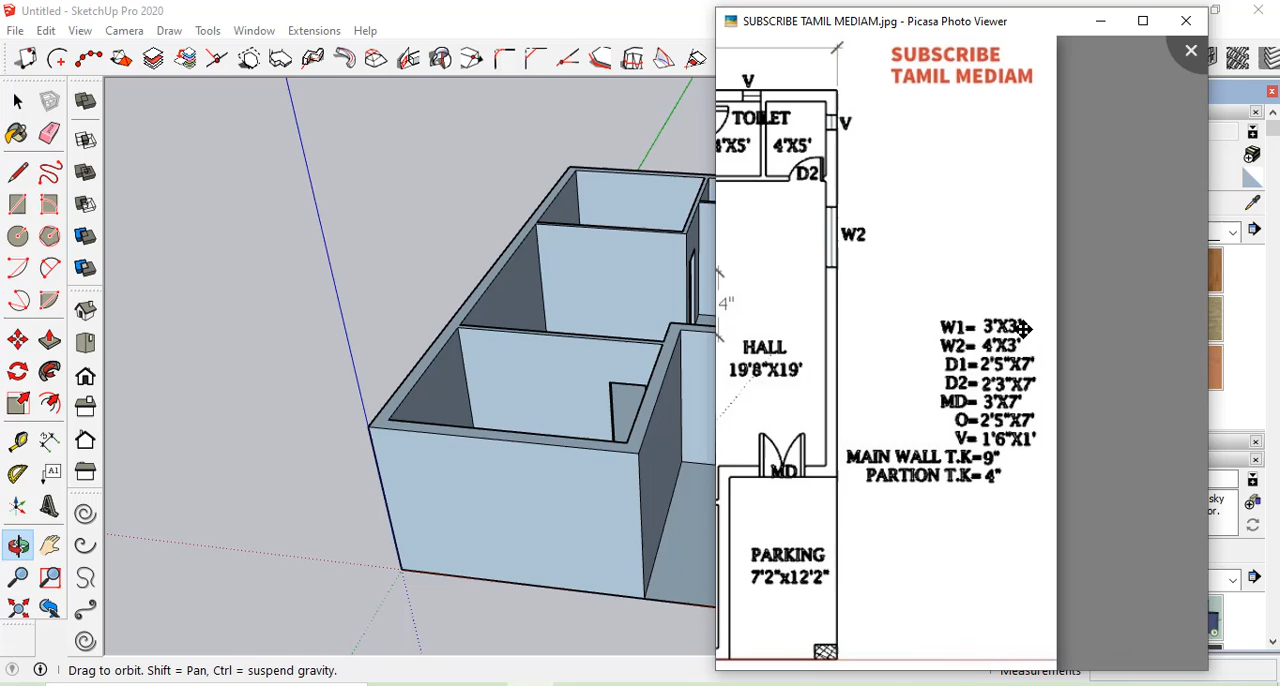 Untitled - SketchUp Pro 2020
File Edit View Camera Draw Tools Window Extensions Help
SUBSCRIBE TAMIL MEDIAM.jpg - Picasa Photo Viewer
SUBSCRIBE
TAMIL MEDIAM
V
TOILET
V
4'X5'
D2
W2
4"
HALL
19'8"X19'
W1= 3'X3'
W2= 4'X3'
D1= 2'5"X7'
D2= 2'3"X7'
MD= 3'X7'
O= 2'5"X7'
V= 1'6"X1'
MAIN WALL T.K= 9"
PARTION T.K= 4"
MD
PARKING
7'2"x12'2"
A1
sky
or.
Drag to orbit. Shift = Pan, Ctrl = suspend gravity.
Measurements